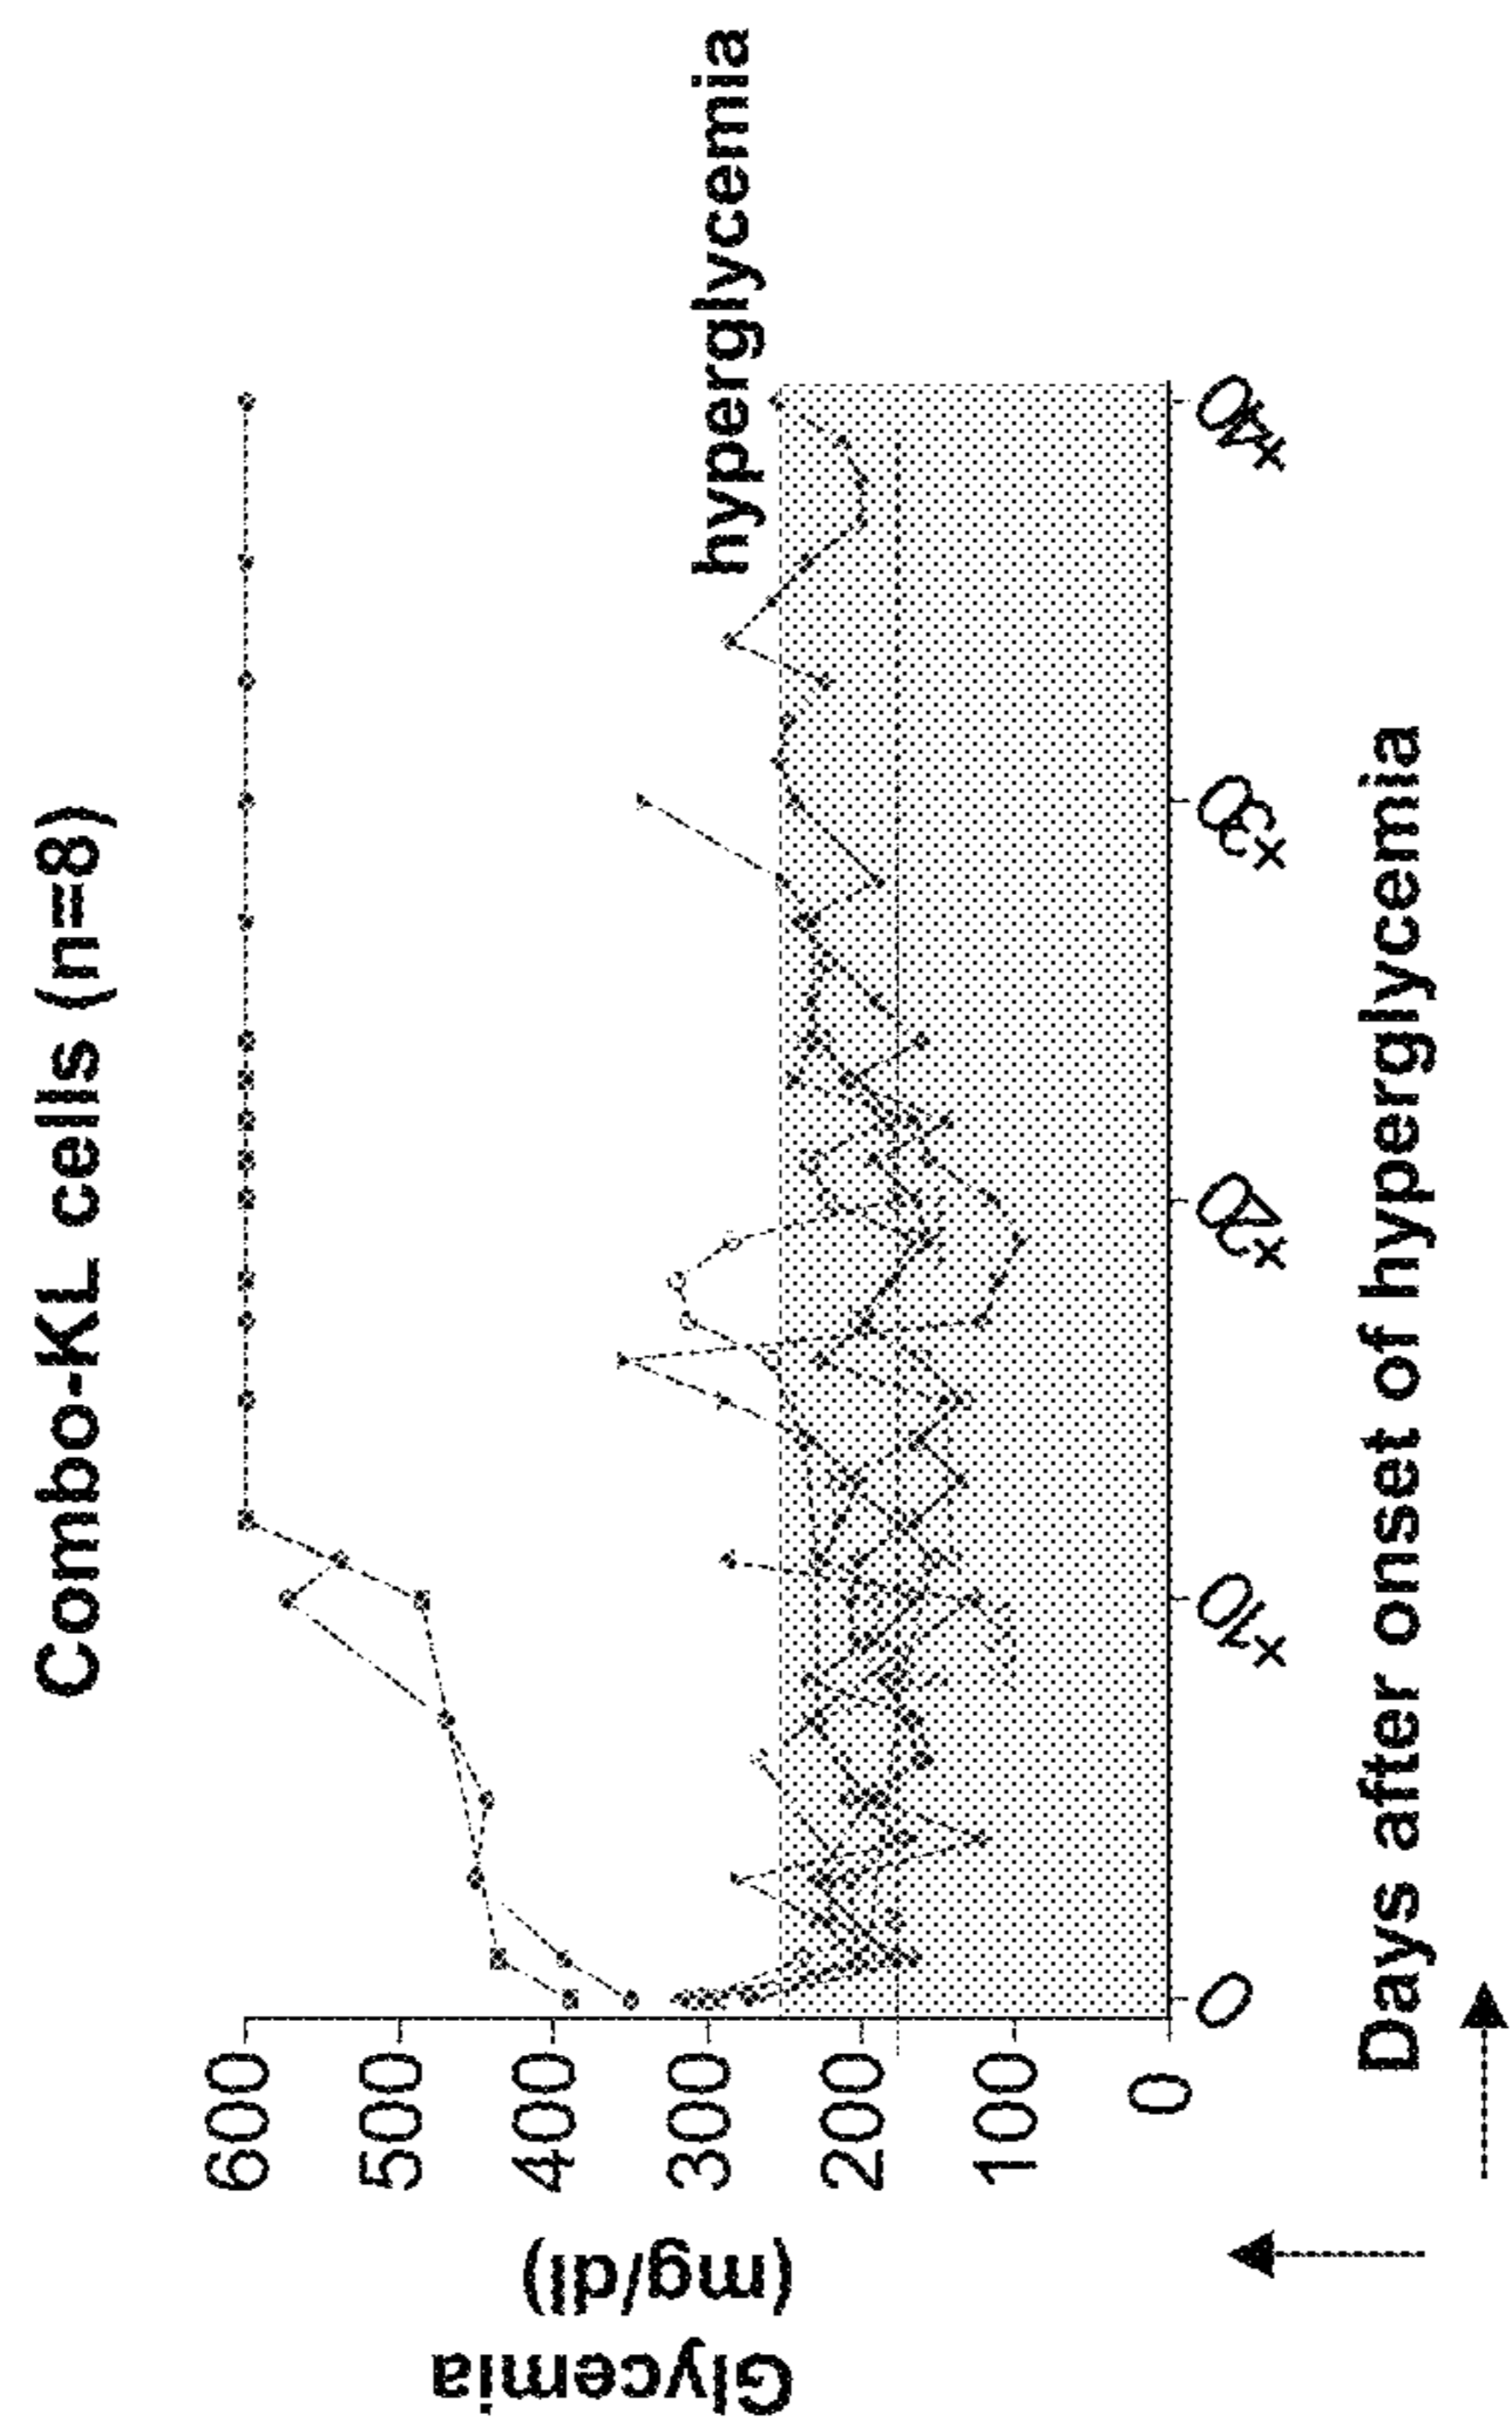 Combo-KL cells (n=8)
Glycemia
(mg/dl)
600
500
400
300
200
100
0
hyperglycemia
0
+10
+20
+30
+40
Days after onset of hyperglycemia